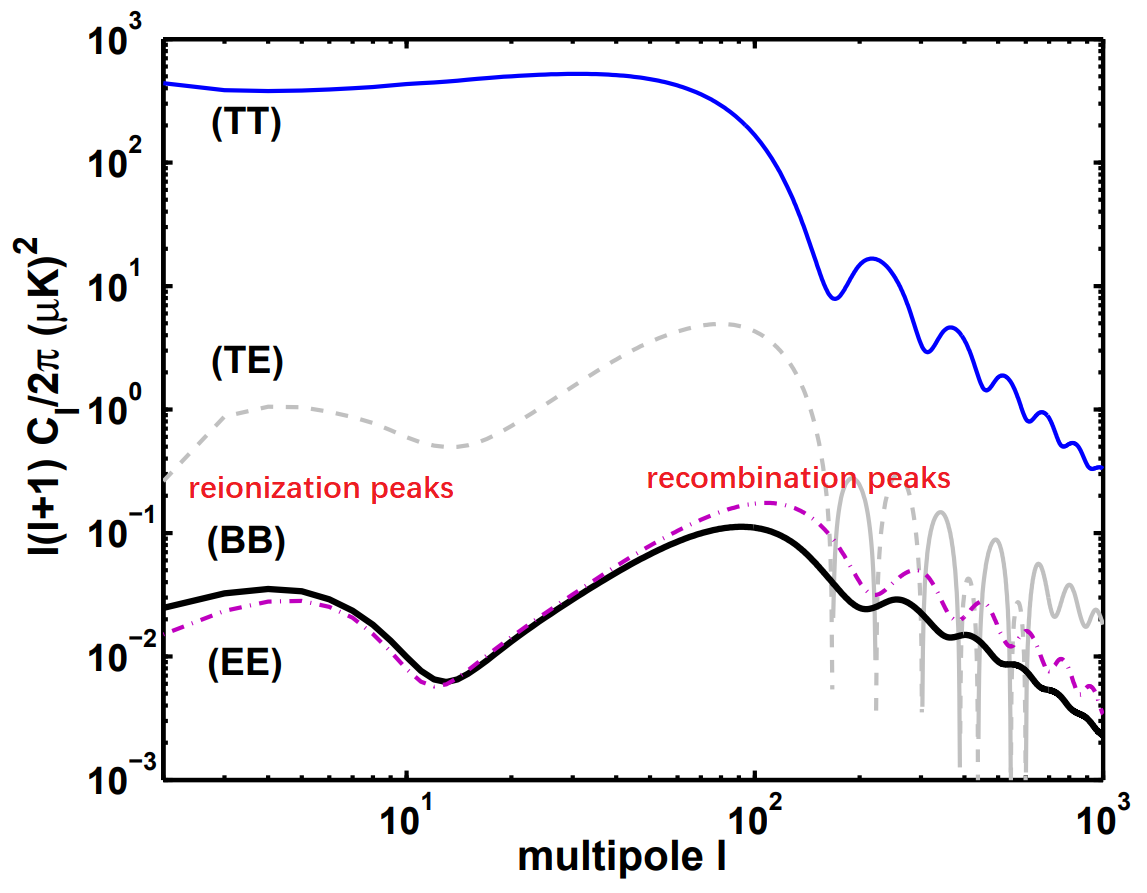 10³
(TT)
10²
10¹
l(l+1) C_l/2π (μK)²
(TE)
10⁰
reionization peaks
recombination peaks
10⁻¹
(BB)
10⁻²
(EE)
10⁻³
10¹
10²
10³
multipole l